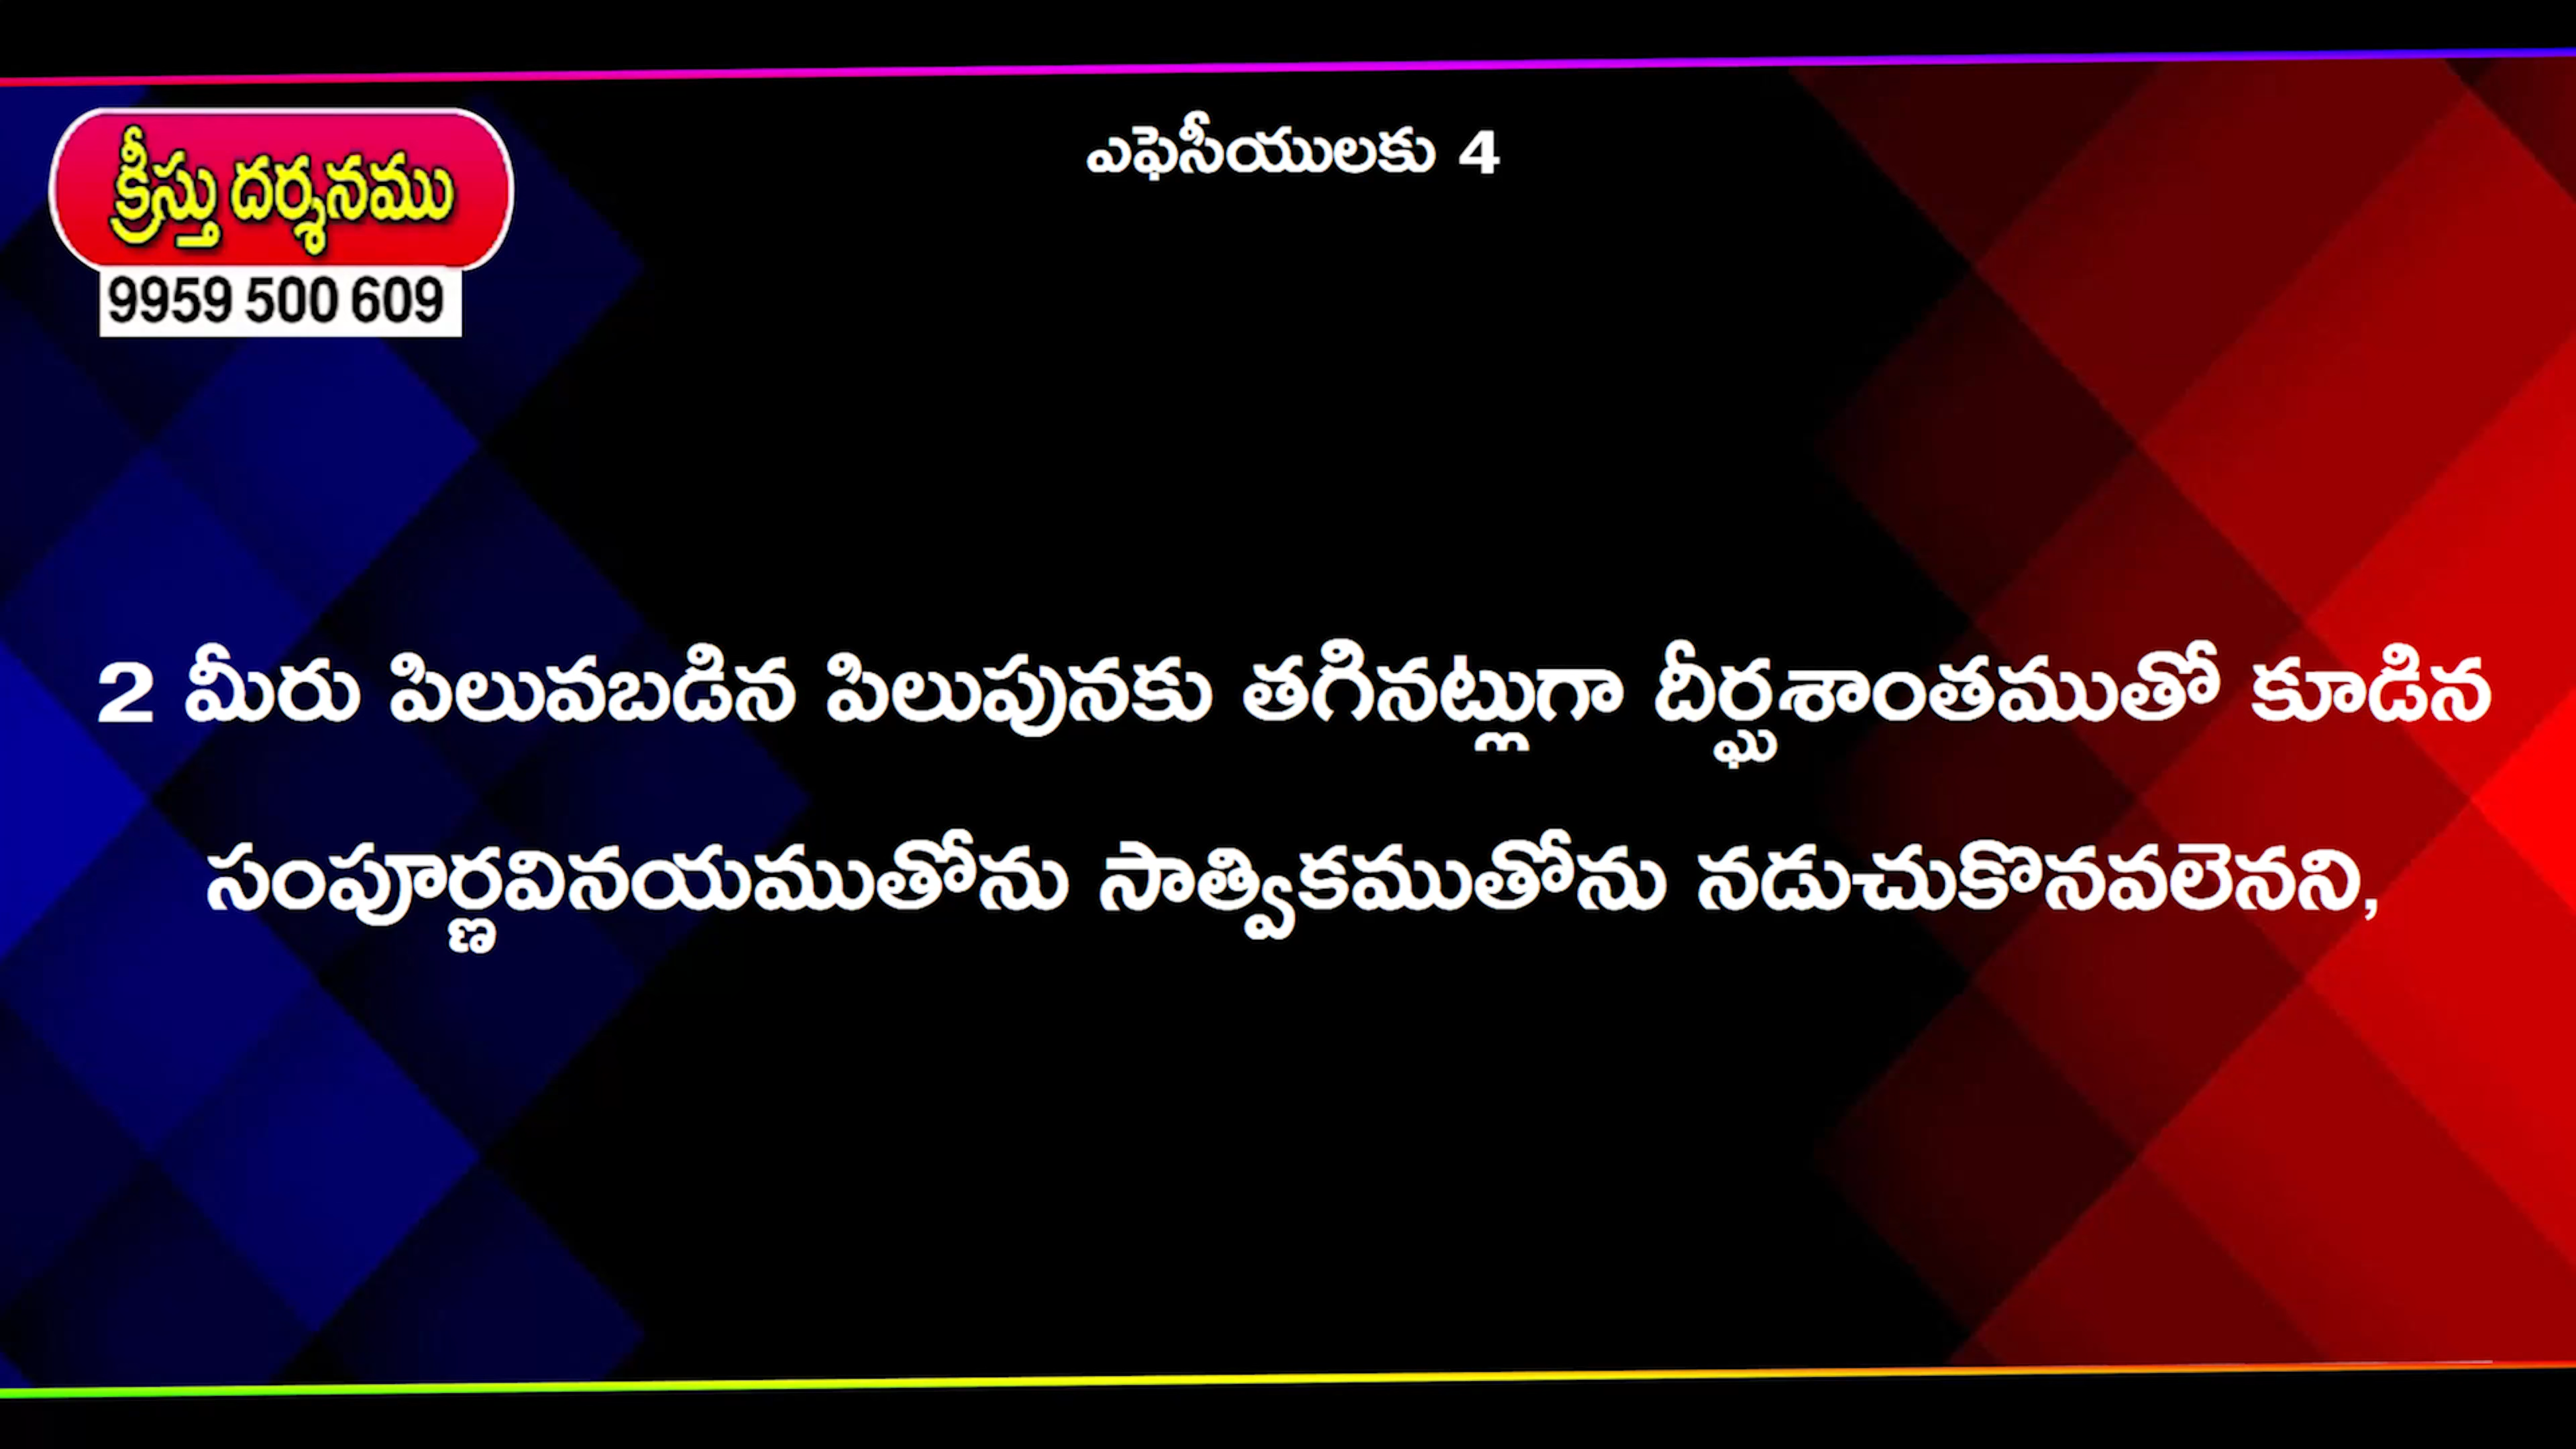 క్రీస్తు దర్శనము
9959 500 609
ఎఫెసీయులకు 4
2 మీరు పిలువబడిన పిలుపునకు తగినట్లుగా దీర్ఘశాంతముతో కూడిన
సంపూర్ణవినయముతోను సాత్వికముతోను నడుచుకొనవలెనని,